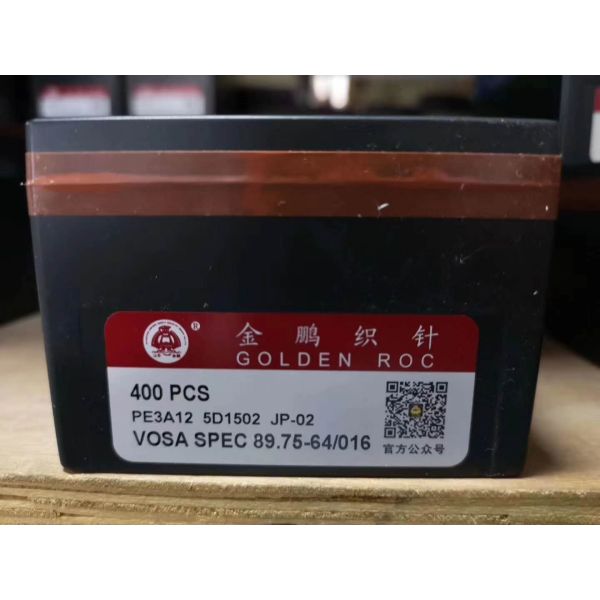 ®
金鹏织针
GOLDEN ROC
400 PCS
PE3A12 5D1502 JP-02
VOSA SPEC 89.75-64/016
官方公众号